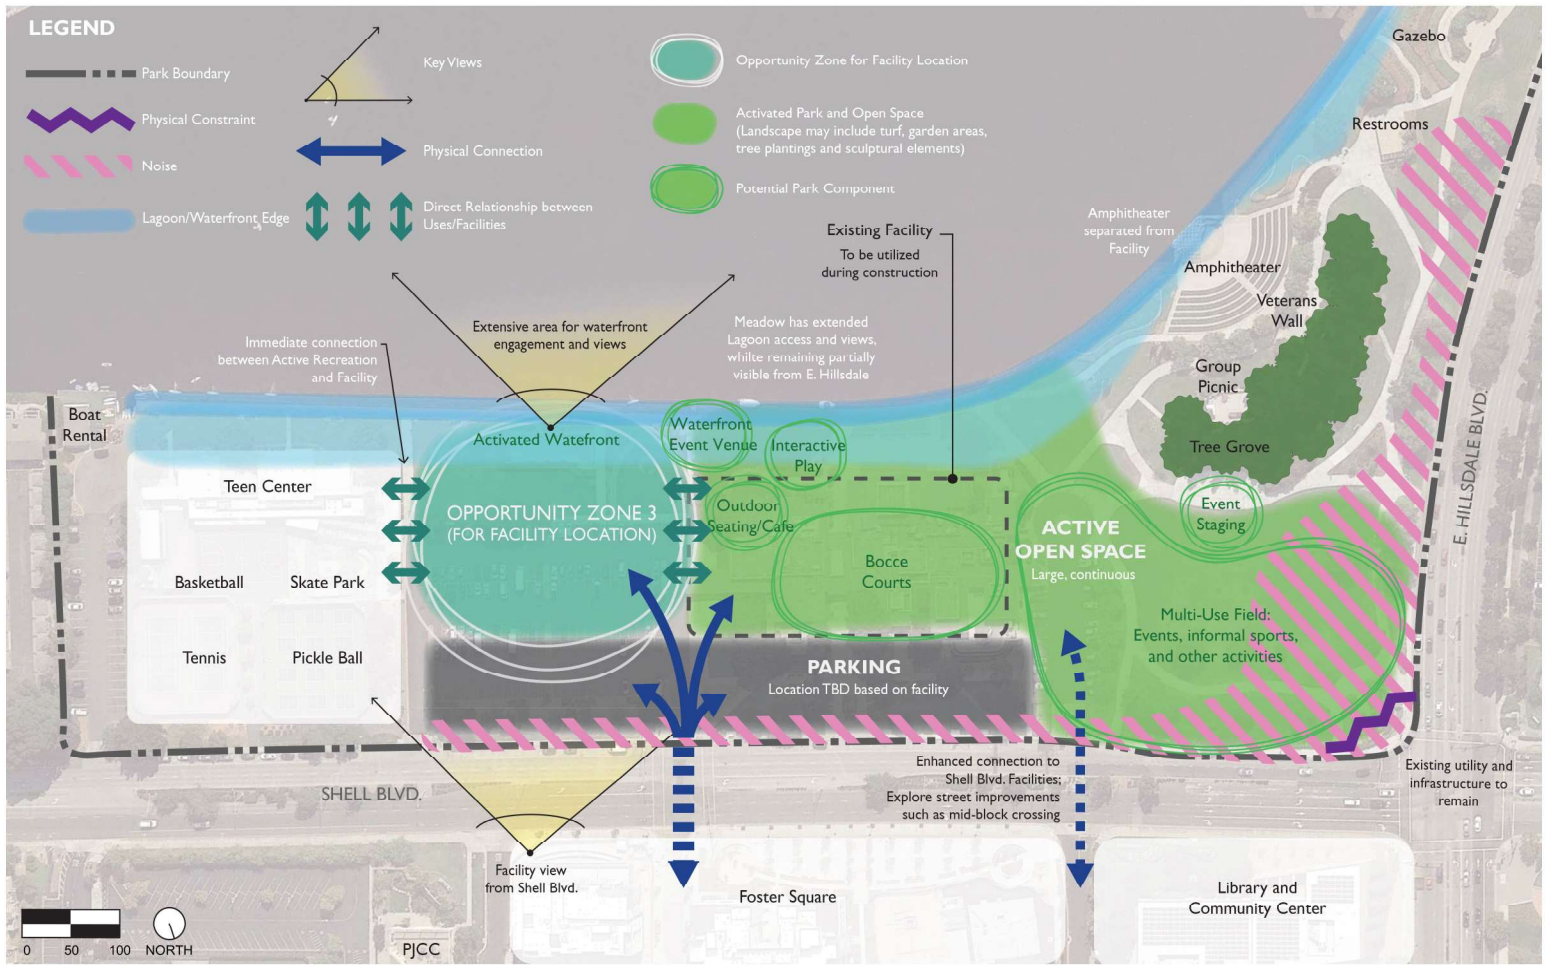 LEGEND
Park Boundary
Physical Constraint
Noise
Lagoon/Waterfront Edge
Key Views
Physical Connection
Direct Relationship between
Uses/Facilities
Opportunity Zone for Facility Location
Activated Park and Open Space
(Landscape may include turf, garden areas,
tree plantings and sculptural elements)
Potential Park Component
Gazebo
Restrooms
Existing Facility
To be utilized
during construction
Amphitheater
separated from
Facility
Amphitheater
Veterans
Wall
Group
Picnic
Tree Grove
Extensive area for waterfront
engagement and views
Meadow has extended
Lagoon access and views,
whilte remaining partially
visible from E. Hillsdale
Immediate connection
between Active Recreation
and Facility
Boat
Rental
Activated Watefront
Waterfront
Event Venue
Interactive
Play
Teen Center
OPPORTUNITY ZONE 3
(FOR FACILITY LOCATION)
Outdoor
Seating/Cafe
Bocce
Courts
ACTIVE
OPEN SPACE
Large, continuous
Event
Staging
E. HILLSDALE BLVD.
Basketball
Skate Park
Tennis
Pickle Ball
Multi-Use Field:
Events, informal sports,
and other activities
PARKING
Location TBD based on facility
SHELL BLVD.
Enhanced connection to
Shell Blvd. Facilities;
Explore street improvements
such as mid-block crossing
Existing utility and
infrastructure to
remain
Facility view
from Shell Blvd.
Foster Square
Library and
Community Center
0 50 100
NORTH
PJCC